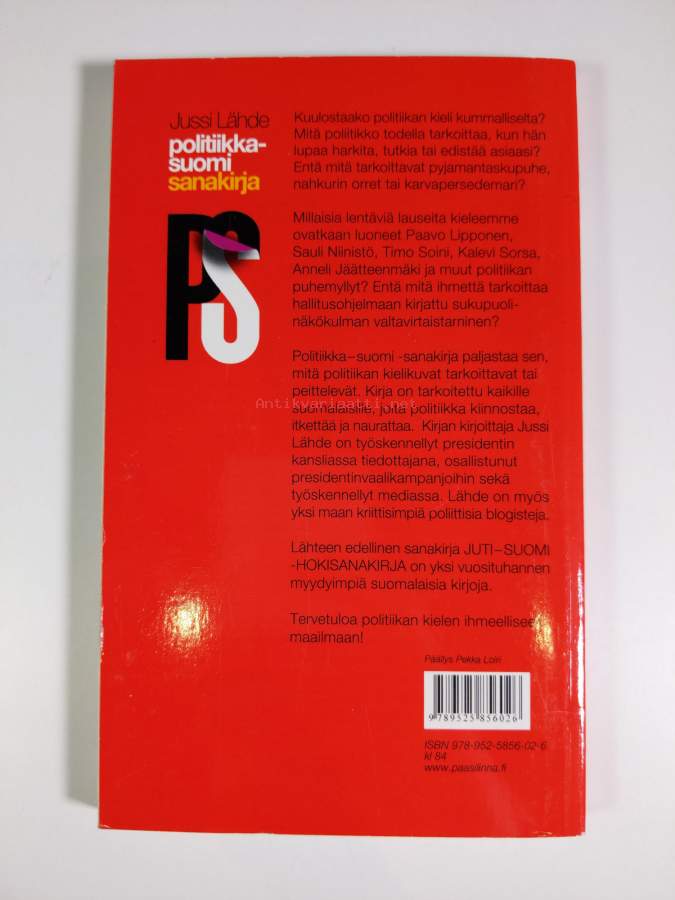 Jussi Lähde
politiikka-
suomi
sanakirja
PS
Kuulostaako politiikan kieli kummalliselta?
Mitä poliitikko todella tarkoittaa, kun hän
lupaa harkita, tutkia tai edistää asiaasi?
Entä mitä tarkoittavat pyjamantaskupuhe,
nahkurin orret tai karvapersedemari?
Millaisia lentäviä lauseita kieleemme
ovatkaan luoneet Paavo Lipponen,
Sauli Niinistö, Timo Soini, Kalevi Sorsa,
Anneli Jäätteenmäki ja muut politiikan
puhemyllyt? Entä mitä ihmettä tarkoittaa
hallitusohjelmaan kirjattu sukupuoli-
näkökulman valtavirtaistaminen?
Politiikka–suomi -sanakirja paljastaa sen,
mitä politiikan kielikuvat tarkoittavat tai
peittelevät. Kirja on tarkoitettu kaikille
Antikvariaatti.net
suomalaisille, joita politiikka kiinnostaa,
itkettää ja naurattaa. Kirjan kirjoittaja Jussi
Lähde on työskennellyt presidentin
kansliassa tiedottajana, osallistunut
presidentinvaalikampanjoihin sekä
työskennellyt mediassa. Lähde on myös
yksi maan kriittisimpiä poliittisia blogisteja.
Lähteen edellinen sanakirja JUTI–SUOMI
-HOKISANAKIRJA on yksi vuosituhannen
myydyimpiä suomalaisia kirjoja.
Tervetuloa politiikan kielen ihmeelliseen
maailmaan!
Päällys Pekka Loiri
9 789525 856026
ISBN 978-952-5856-02-6
kl 84
www.paasilinna.fi